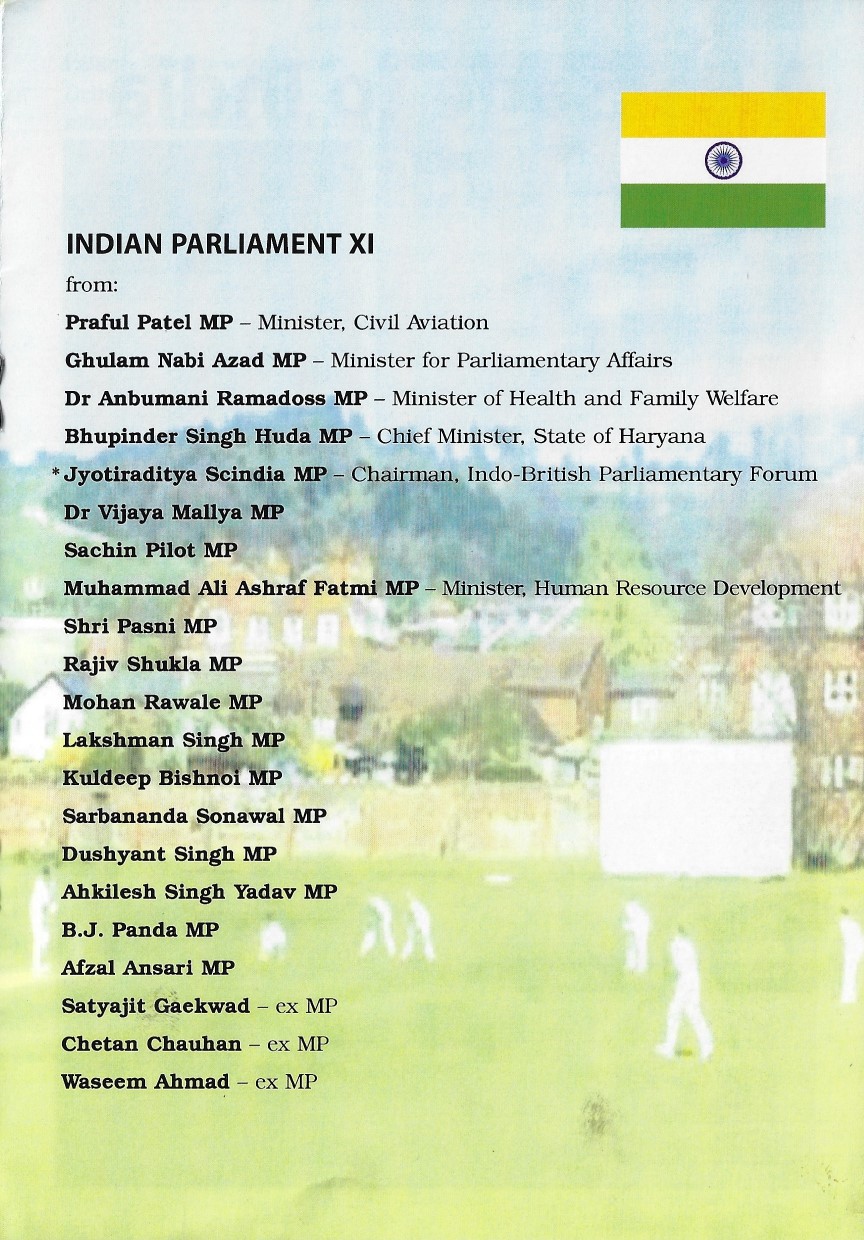 INDIAN PARLIAMENT XI
from:
Praful Patel MP – Minister, Civil Aviation
Ghulam Nabi Azad MP – Minister for Parliamentary Affairs
Dr Anbumani Ramadoss MP – Minister of Health and Family Welfare
Bhupinder Singh Huda MP – Chief Minister, State of Haryana
*Jyotiraditya Scindia MP – Chairman, Indo-British Parliamentary Forum
Dr Vijaya Mallya MP
Sachin Pilot MP
Muhammad Ali Ashraf Fatmi MP – Minister, Human Resource Development
Shri Pasni MP
Rajiv Shukla MP
Mohan Rawale MP
Lakshman Singh MP
Kuldeep Bishnoi MP
Sarbananda Sonawal MP
Dushyant Singh MP
Ahkilesh Singh Yadav MP
B.J. Panda MP
Afzal Ansari MP
Satyajit Gaekwad – ex MP
Chetan Chauhan – ex MP
Waseem Ahmad – ex MP